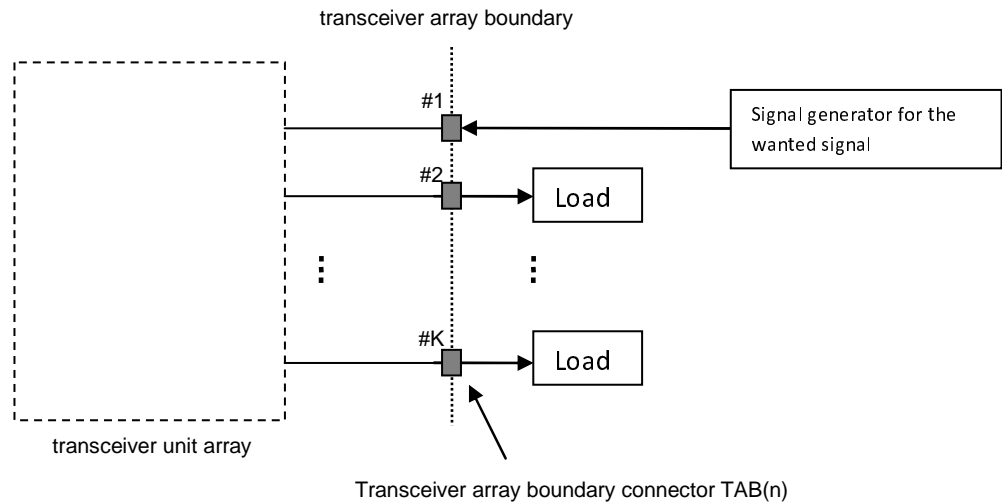 transceiver array boundary
#1
Signal generator for the
wanted signal
#2
Load
#K
Load
transceiver unit array
Transceiver array boundary connector TAB(n)